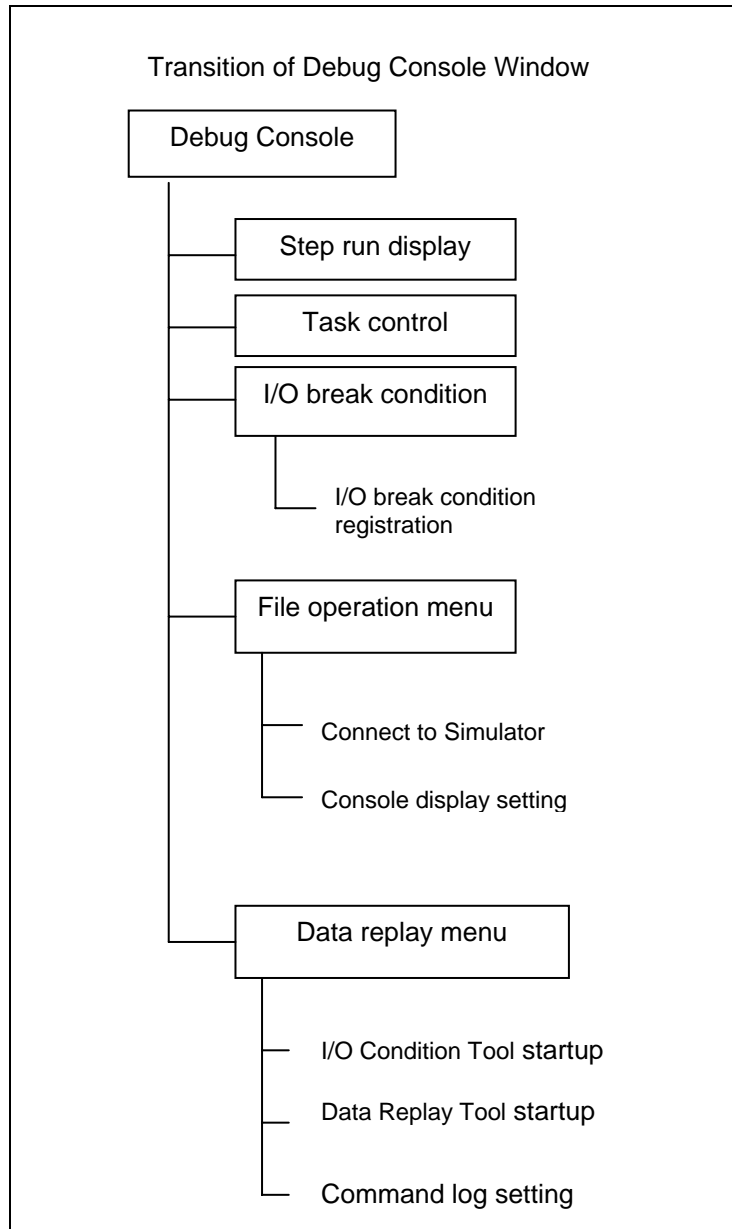 Transition of Debug Console Window
Debug Console
Step run display
Task control
I/O break condition
I/O break condition
registration
File operation menu
Connect to Simulator
Console display setting
Data replay menu
I/O Condition Tool startup
Data Replay Tool startup
Command log setting